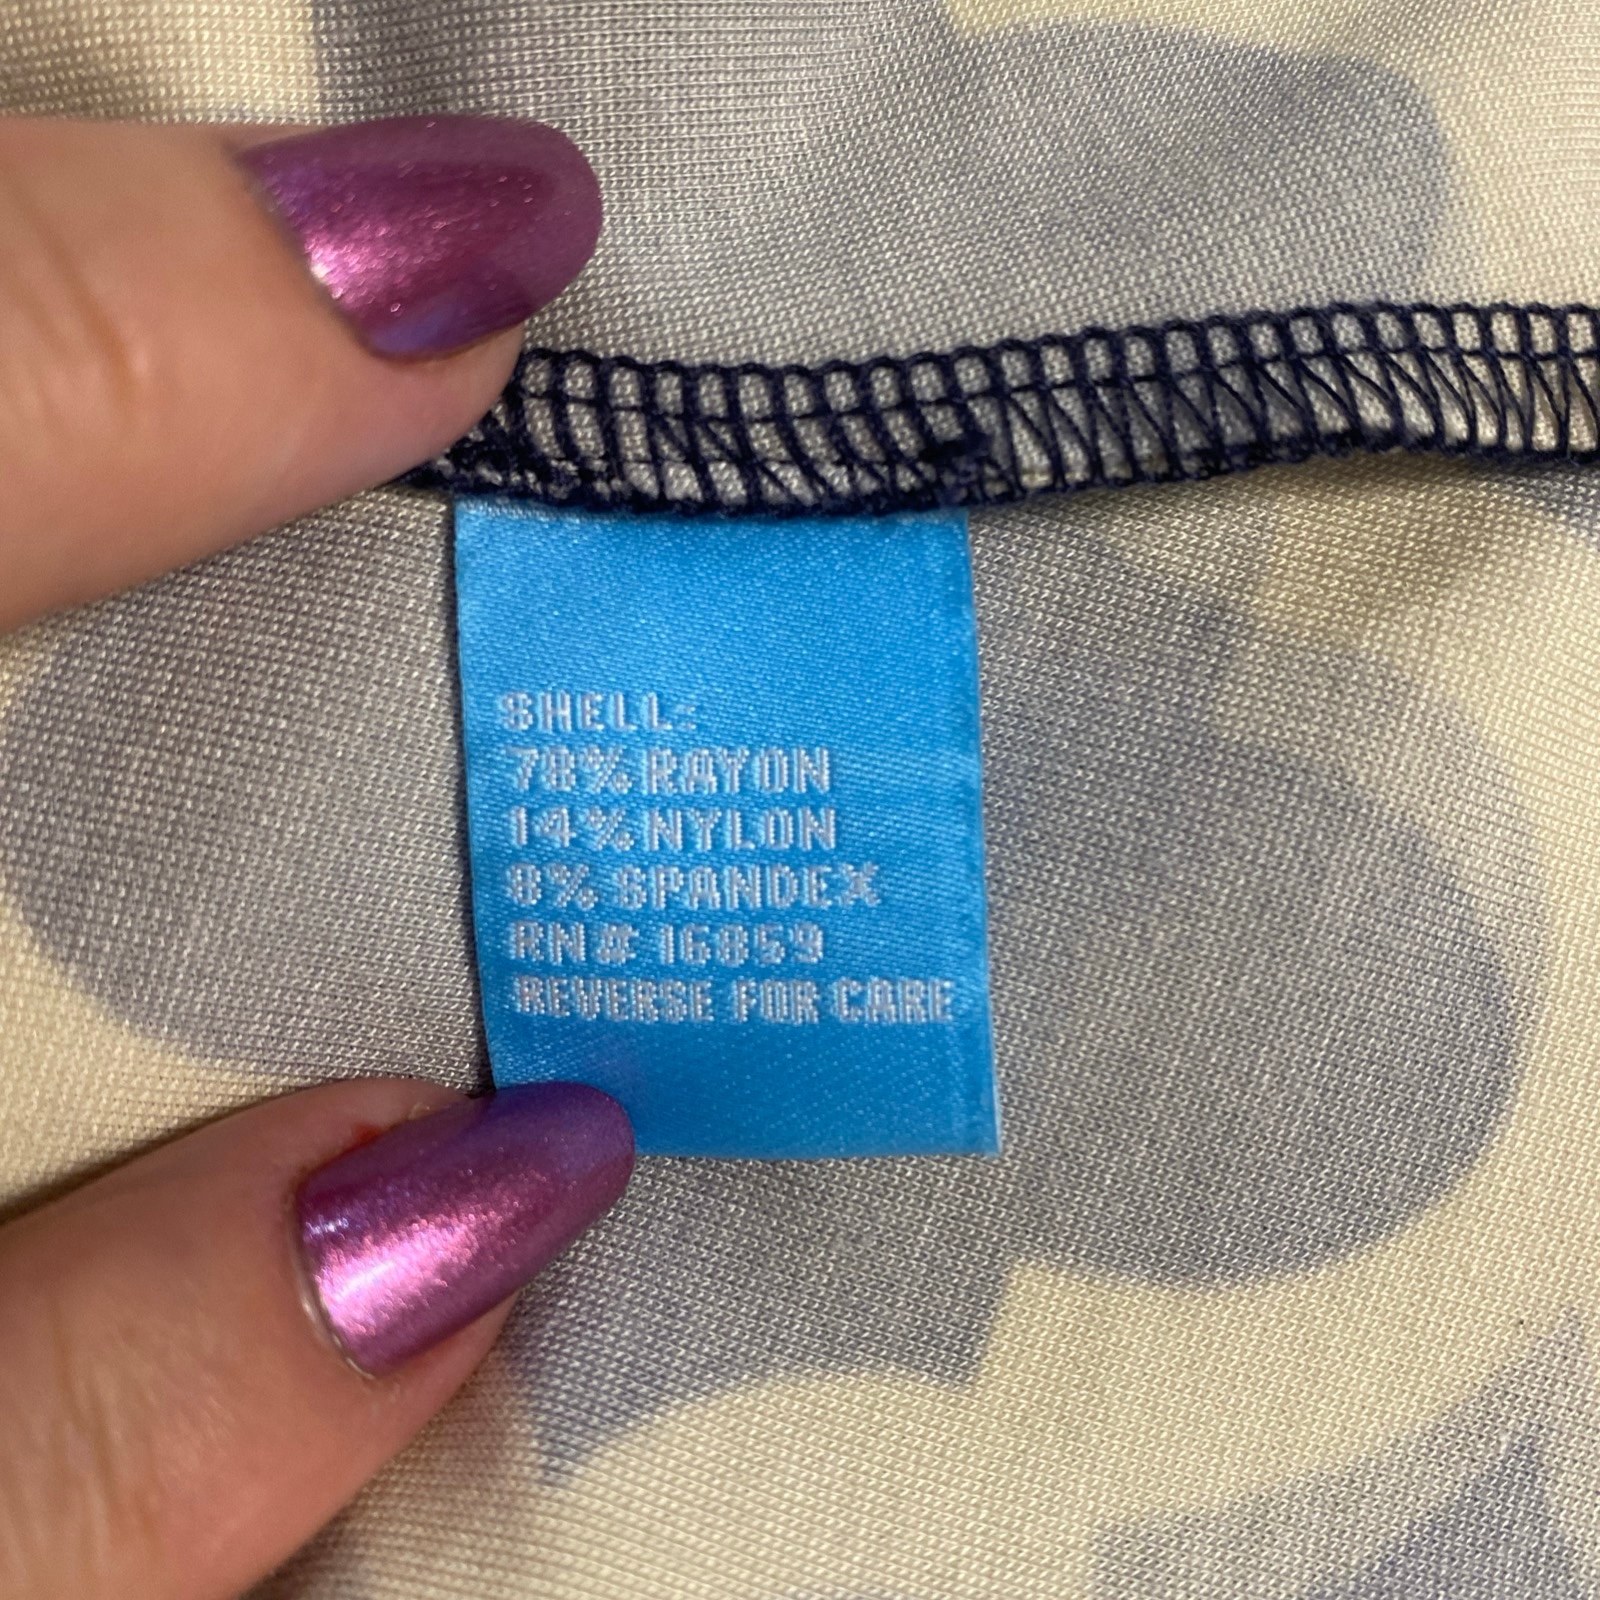 SHELL:
78% RAYON
14% NYLON
8% SPANDEX
RN# 16859
REVERSE FOR CARE